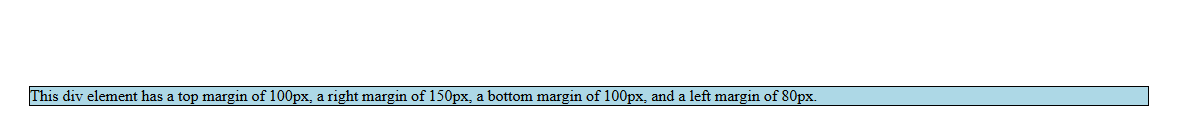 This div element has a top margin of 100px, a right margin of 150px, a bottom margin of 100px, and a left margin of 80px.